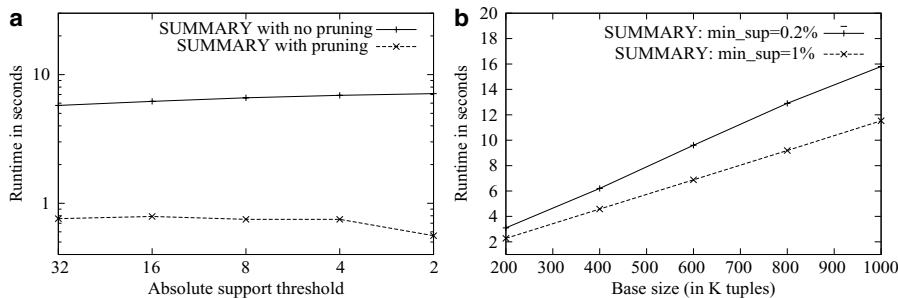 a
SUMMARY with no pruning
SUMMARY with pruning
10
1
32 16 8 4 2
Runtime in seconds
Absolute support threshold
b
SUMMARY: min_sup=0.2%
SUMMARY: min_sup=1%
20
18
16
14
12
10
8
6
4
2
200 300 400 500 600 700 800 900 1000
Runtime in seconds
Base size (in K tuples)